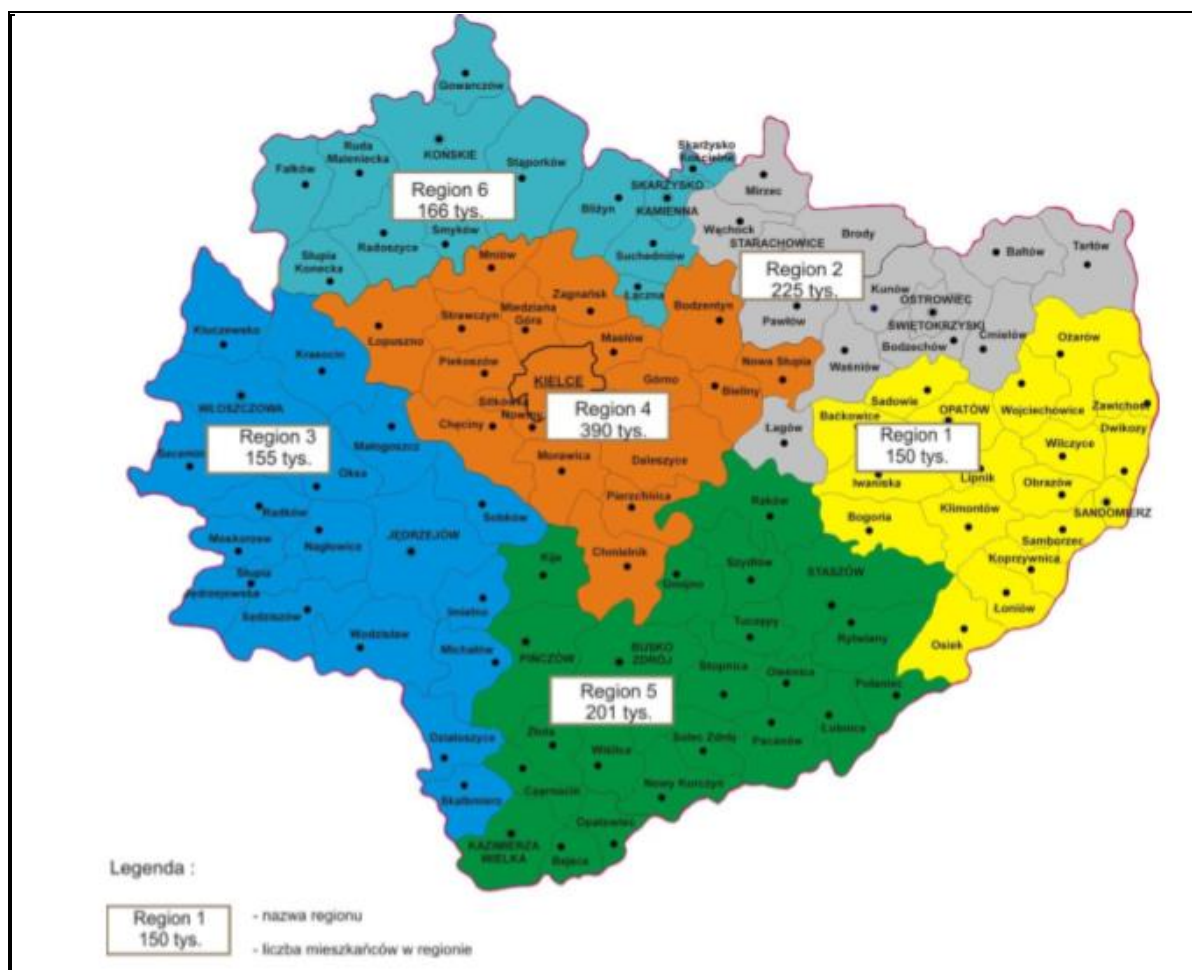 Gowarczów
Ruda
Maleniecka
KOŃSKIE
Fałków
Stąporków
Skarżysko
Kościelne
Region 6
166 tys.
SKARŻYSKO
KAMIENNA
Bliżyn
Mirzec
Smyków
Radoszyce
Słupia
Konecka
Suchedniów
Łączna
Wąchock
STARACHOWICE
Brody
Bałtów
Tarłów
Region 2
225 tys.
Kunów
OSTROWIEC
ŚWIĘTOKRZYSKI
Pawłów
Bodzechów
Ćmielów
Waśniów
Mniów
Zagnańsk
Miedziana
Góra
Strawczyn
Bodzentyn
Łopuszno
Masłów
Piekoszów
KIELCE
Górno
Bieliny
Nowa Słupia
Sitkówka
Nowiny
Chęciny
Region 4
390 tys.
Łagów
Morawica
Daleszyce
Pierzchnica
Chmielnik
Kluczewsko
Krasocin
WŁOSZCZOWA
Region 3
155 tys.
Małogoszcz
Secemin
Oksa
Radków
Sobków
Moskorzew
Nagłowice
JĘDRZEJÓW
Słupia
Jędrzejowska
Sędziszów
Imielno
Wodzisław
Michałów
Działoszyce
Skalbmierz
Ożarów
Sadowie
OPATÓW
Wojciechowice
Zawichost
Baćkowice
Dwikozy
Region 1
150 tys.
Wilczyce
Iwaniska
Lipnik
Obrazów
Bogoria
Klimontów
SANDOMIERZ
Samborzec
Koprzywnica
Łoniów
Osiek
Raków
Kije
Szydłów
STASZÓW
Gnojno
Tuczępy
Rytwiany
PIŃCZÓW
BUSKO
ZDRÓJ
Stopnica
Oleśnica
Połaniec
Region 5
201 tys.
Łubnice
Złota
Wiślica
Solec Zdrój
Pacanów
Czarnocin
Nowy Korczyn
Opatowiec
KAZIMIERZA
WIELKA
Bejsce
Legenda :
Region 1
150 tys.
- nazwa regionu
- liczba mieszkańców w regionie